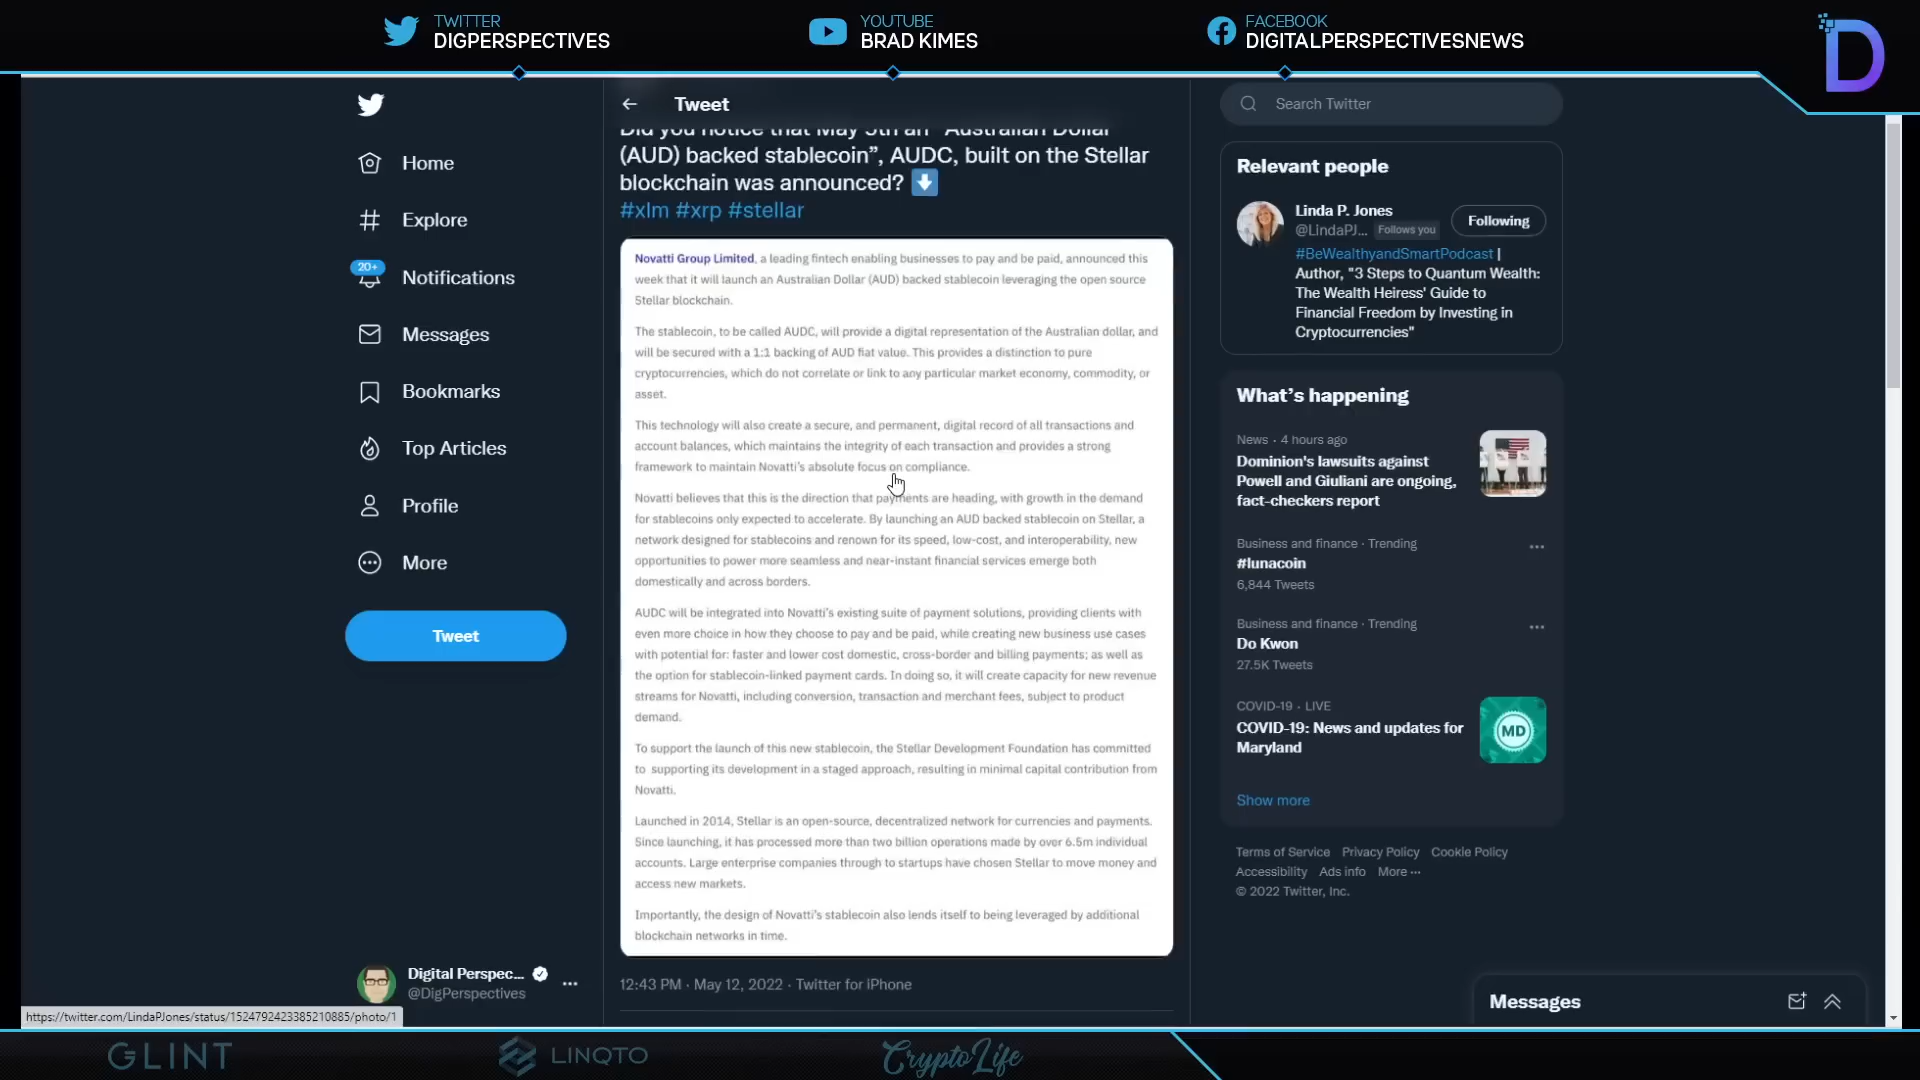 TWITTER
DIGPERSPECTIVES
YOUTUBE
BRAD KIMES
FACEBOOK
DIGITALPERSPECTIVESNEWS
D
Home
Explore
20+
Notifications
Messages
Bookmarks
Top Articles
Profile
More
Tweet
Digital Perspec...
@DigPerspectives
https://twitter.com/LindaPJones/status/1524792423385210885/photo/1
Tweet
Did you notice that May 5th an “Australian Dollar
(AUD) backed stablecoin”, AUDC, built on the Stellar
blockchain was announced? ⬇️
#xlm #xrp #stellar
Novatti Group Limited, a leading fintech enabling businesses to pay and be paid, announced this
week that it will launch an Australian Dollar (AUD) backed stablecoin leveraging the open source
Stellar blockchain.
The stablecoin, to be called AUDC, will provide a digital representation of the Australian dollar, and
will be secured with a 1:1 backing of AUD fiat value. This provides a distinction to pure
cryptocurrencies, which do not correlate or link to any particular market economy, commodity, or
asset.
This technology will also create a secure, and permanent, digital record of all transactions and
account balances, which maintains the integrity of each transaction and provides a strong
framework to maintain Novatti's absolute focus on compliance.
Novatti believes that this is the direction that payments are heading, with growth in the demand
for stablecoins only expected to accelerate. By launching an AUD backed stablecoin on Stellar, a
network designed for stablecoins and renown for its speed, low-cost, and interoperability, new
opportunities to power more seamless and near-instant financial services emerge both
domestically and across borders.
AUDC will be integrated into Novatti's existing suite of payment solutions, providing clients with
even more choice in how they choose to pay and be paid, while creating new business use cases
with potential for: faster and lower cost domestic, cross-border and billing payments; as well as
the option for stablecoin-linked payment cards. In doing so, it will create capacity for new revenue
streams for Novatti, including conversion, transaction and merchant fees, subject to product
demand.
To support the launch of this new stablecoin, the Stellar Development Foundation has committed
to supporting its development in a staged approach, resulting in minimal capital contribution from
Novatti.
Launched in 2014, Stellar is an open-source, decentralized network for currencies and payments.
Since launching, it has processed more than two billion operations made by over 6.5m individual
accounts. Large enterprise companies through to startups have chosen Stellar to move money and
access new markets.
Importantly, the design of Novatti's stablecoin also lends itself to being leveraged by additional
blockchain networks in time.
12:43 PM · May 12, 2022 · Twitter for iPhone
Search Twitter
Relevant people
Linda P. Jones
@LindaPJ... Follows you
Following
#BeWealthyandSmartPodcast |
Author, "3 Steps to Quantum Wealth:
The Wealth Heiress' Guide to
Financial Freedom by Investing in
Cryptocurrencies"
What's happening
News · 4 hours ago
Dominion's lawsuits against
Powell and Giuliani are ongoing,
fact-checkers report
Business and finance · Trending
#lunacoin
6,844 Tweets
Business and finance · Trending
Do Kwon
27.5K Tweets
COVID-19 · LIVE
COVID-19: News and updates for
Maryland
MD
Show more
Terms of Service Privacy Policy Cookie Policy
Accessibility Ads info More ···
© 2022 Twitter, Inc.
Messages
GLINT
LINQTO
CryptoLife